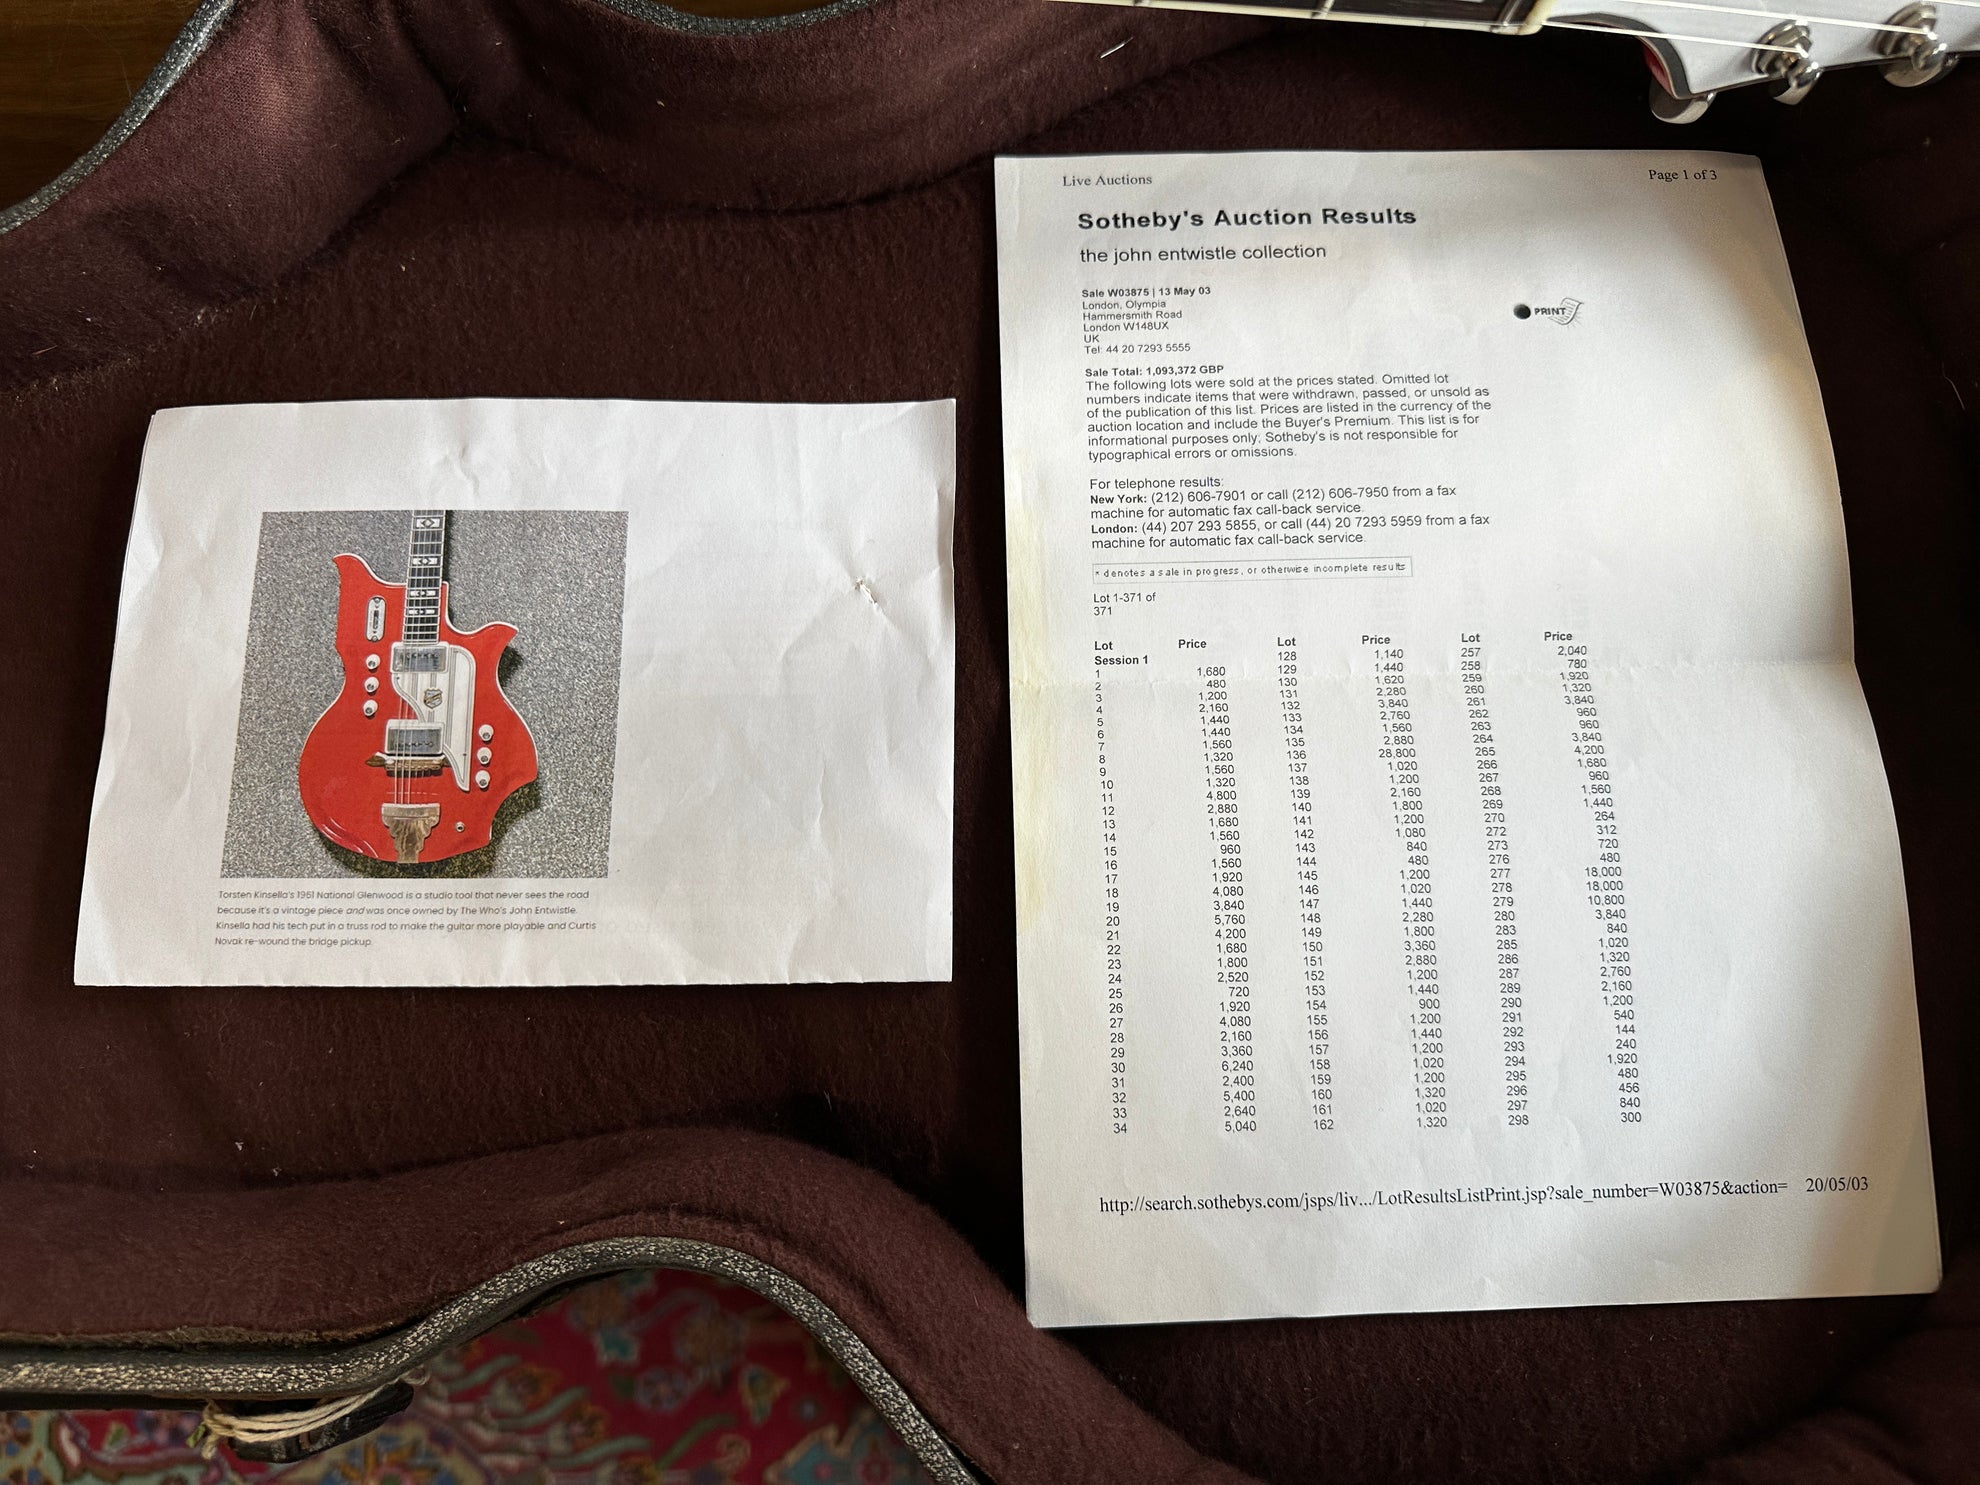 Torsten Kinsella's 1961 National Glenwood is a studio tool that never sees the road
because it's a vintage piece and was once owned by The Who's John Entwistle.
Kinsella had his tech put in a truss rod to make the guitar more playable and Curtis
Novak re-wound the bridge pickup.
Live Auctions Page 1 of 3
Sotheby's Auction Results
the john entwistle collection
Sale W03875 | 13 May 03
London, Olympia
Hammersmith Road
London W148UX
UK
Tel: 44 20 7293 5555
PRINT
Sale Total: 1,093,372 GBP
The following lots were sold at the prices stated. Omitted lot
numbers indicate items that were withdrawn, passed, or unsold as
of the publication of this list. Prices are listed in the currency of the
auction location and include the Buyer's Premium. This list is for
informational purposes only; Sotheby's is not responsible for
typographical errors or omissions.
For telephone results:
New York: (212) 606-7901 or call (212) 606-7950 from a fax
machine for automatic fax call-back service.
London: (44) 207 293 5855, or call (44) 20 7293 5959 from a fax
machine for automatic fax call-back service.
* denotes a sale in progress, or otherwise incomplete results
Lot 1-371 of
371
Lot Price Lot Price Lot Price
Session 1 128 1,140 257 2,040
1 1,680 129 1,440 258 780
2 480 130 1,620 259 1,920
3 1,200 131 2,280 260 1,320
4 2,160 132 3,840 261 3,840
5 1,440 133 2,760 262 960
6 1,440 134 1,560 263 960
7 1,560 135 2,880 264 3,840
8 1,320 136 28,800 265 4,200
9 1,560 137 1,020 266 1,680
10 1,320 138 1,200 267 960
11 4,800 139 2,160 268 1,560
12 2,880 140 1,800 269 1,440
13 1,680 141 1,200 270 264
14 1,560 142 1,080 272 312
15 960 143 840 273 720
16 1,560 144 480 276 480
17 1,920 145 1,200 277 18,000
18 4,080 146 1,020 278 18,000
19 3,840 147 1,440 279 10,800
20 5,760 148 2,280 280 3,840
21 4,200 149 1,800 283 840
22 1,680 150 3,360 285 1,020
23 1,800 151 2,880 286 1,320
24 2,520 152 1,200 287 2,760
25 720 153 1,440 289 2,160
26 1,920 154 900 290 1,200
27 4,080 155 1,200 291 540
28 2,160 156 1,440 292 144
29 3,360 157 1,200 293 240
30 6,240 158 1,020 294 1,920
31 2,400 159 1,200 295 480
32 5,400 160 1,320 296 456
33 2,640 161 1,020 297 840
34 5,040 162 1,320 298 300
http://search.sothebys.com/jsps/liv.../LotResultsListPrint.jsp?sale_number=W03875&action= 20/05/03